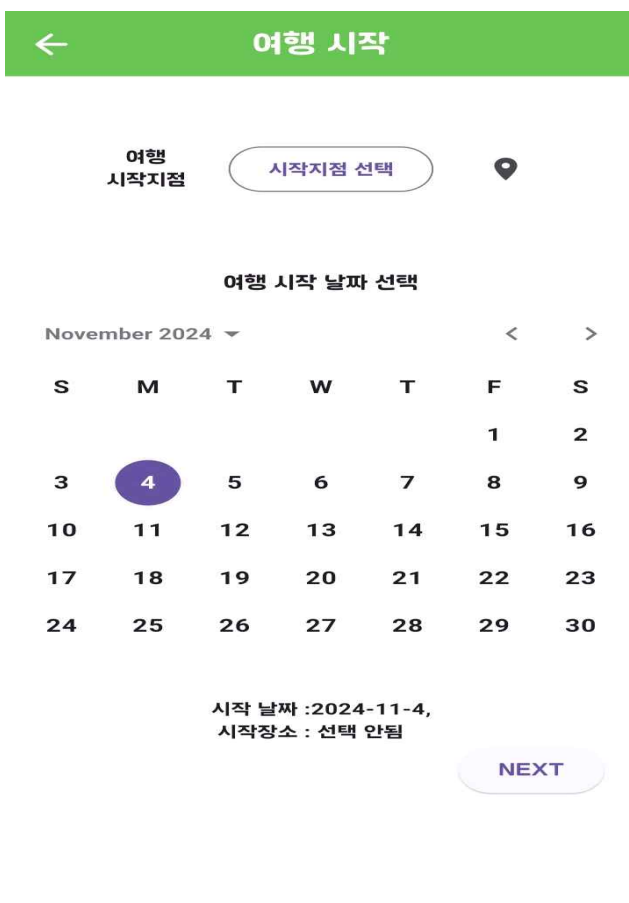 여행 시작
여행
시작지점
시작지점 선택
여행 시작 날짜 선택
November 2024
S M T W T F S
1 2
3 4 5 6 7 8 9
10 11 12 13 14 15 16
17 18 19 20 21 22 23
24 25 26 27 28 29 30
시작 날짜 :2024-11-4,
시작장소 : 선택 안됨
NEXT